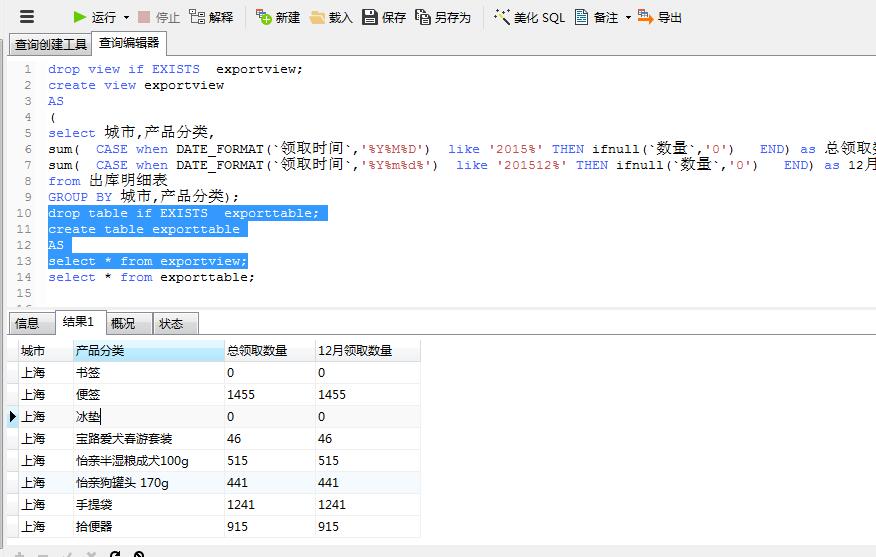 运行 停止 解释 新建 载入 保存 另存为 美化 SQL 备注 导出
查询创建工具 查询编辑器
1 drop view if EXISTS  exportview;
2 create view exportview
3 AS
4 (
5 select 城市,产品分类,
6 sum(  CASE when DATE_FORMAT(`领取时间`,'%Y%M%D')  like '2015%' THEN ifnull(`数量`,'0')   END) as 总领取数
7 sum(  CASE when DATE_FORMAT(`领取时间`,'%Y%m%d%')  like '201512%' THEN ifnull(`数量`,'0')   END) as 12月
8 from 出库明细表
9 GROUP BY 城市,产品分类);
10 drop table if EXISTS  exporttable;
11 create table exporttable
12 AS
13 select * from exportview;
14 select * from exporttable;
15
信息 结果1 概况 状态
城市 产品分类 总领取数量 12月领取数量
上海 书签 0 0
上海 便签 1455 1455
上海 冰垫 0 0
上海 宝路爱犬春游套装 46 46
上海 怡亲半湿粮成犬100g 515 515
上海 怡亲狗罐头 170g 441 441
上海 手提袋 1241 1241
上海 拾便器 915 915